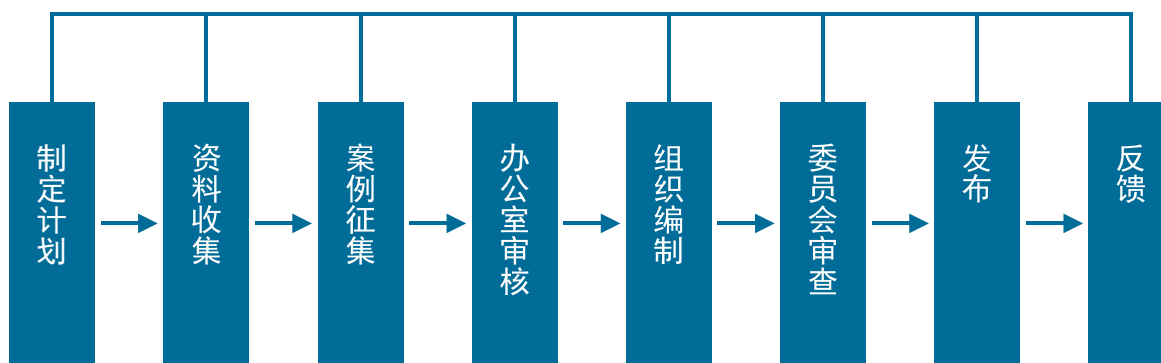 制定计划
资料收集
案例征集
办公室审核
组织编制
委员会审查
发布
反馈